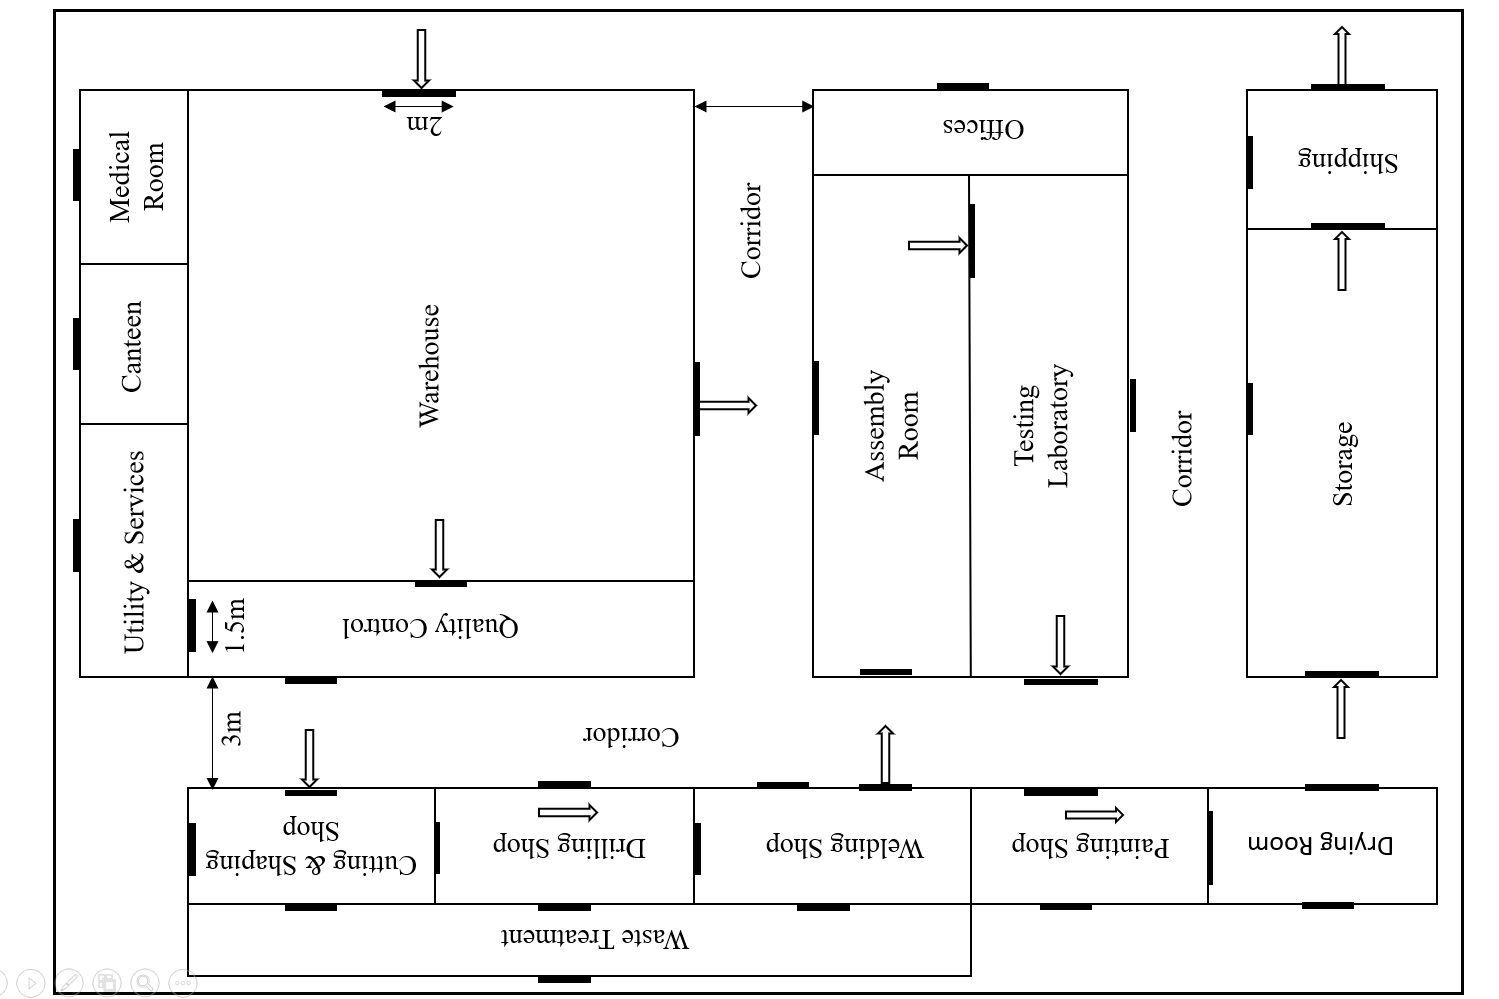 Medical
Room
2m
Offices
Shipping
Corridor
Canteen
Warehouse
Assembly
Room
Testing
Laboratory
Corridor
Storage
Utility & Services
1.5m
Quality Control
3m
Corridor
Cutting & Shaping
Shop
Drilling Shop
Welding Shop
Painting Shop
Drying Room
Waste Treatment